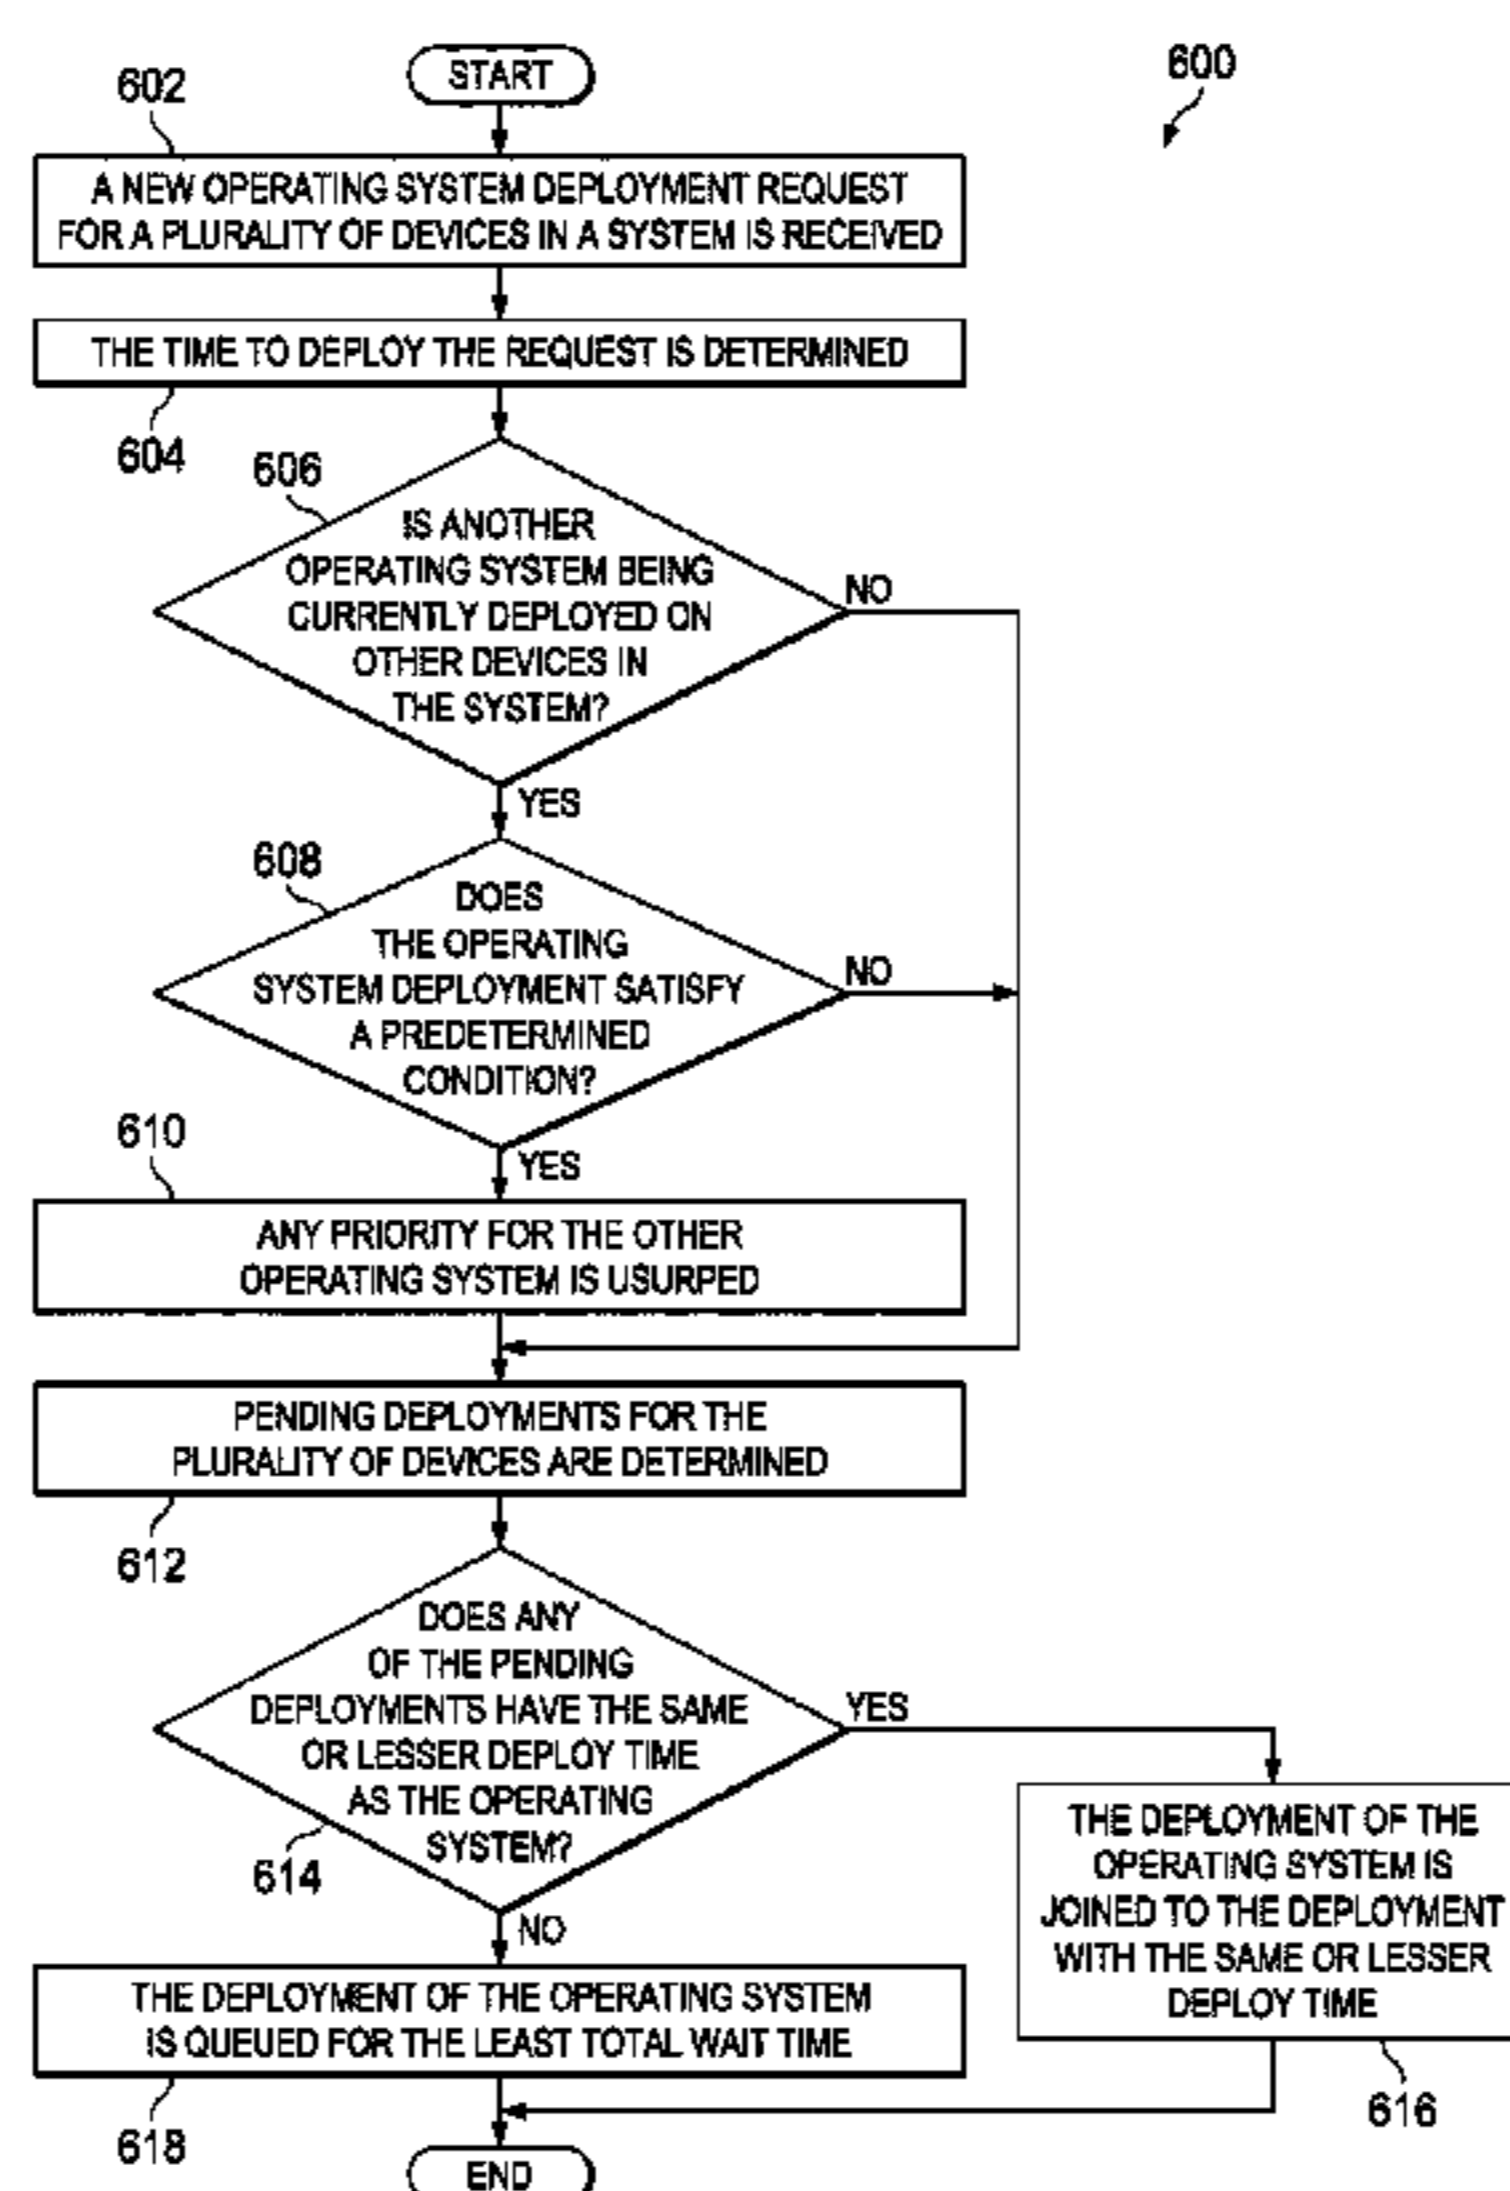 600
START
602
A NEW OPERATING SYSTEM DEPLOYMENT REQUEST
FOR A PLURALITY OF DEVICES IN A SYSTEM IS RECEIVED
THE TIME TO DEPLOY THE REQUEST IS DETERMINED
604
606
IS ANOTHER
OPERATING SYSTEM BEING
CURRENTLY DEPLOYED ON
OTHER DEVICES IN
THE SYSTEM?
NO
YES
608
DOES
THE OPERATING
SYSTEM DEPLOYMENT SATISFY
A PREDETERMINED
CONDITION?
NO
YES
610
ANY PRIORITY FOR THE OTHER
OPERATING SYSTEM IS USURPED
PENDING DEPLOYMENTS FOR THE
PLURALITY OF DEVICES ARE DETERMINED
612
DOES ANY
OF THE PENDING
DEPLOYMENTS HAVE THE SAME
OR LESSER DEPLOY TIME
AS THE OPERATING
SYSTEM?
614
YES
NO
THE DEPLOYMENT OF THE
OPERATING SYSTEM IS
JOINED TO THE DEPLOYMENT
WITH THE SAME OR LESSER
DEPLOY TIME
616
THE DEPLOYMENT OF THE OPERATING SYSTEM
IS QUEUED FOR THE LEAST TOTAL WAIT TIME
618
END